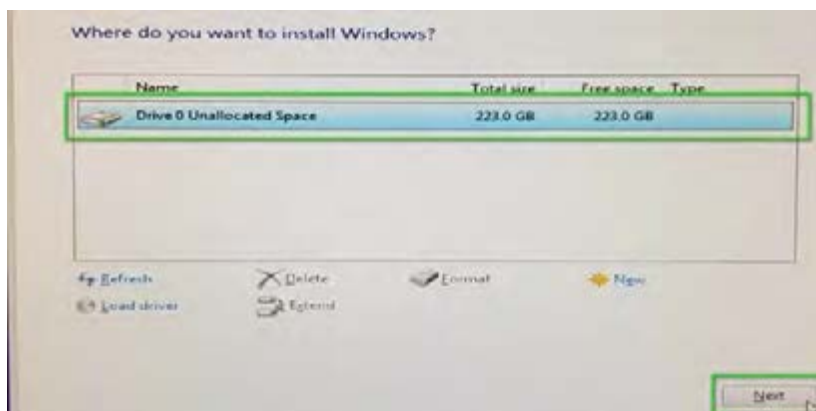 Where do you want to install Windows?
Name Total size Free space Type
Drive 0 Unallocated Space 223.0 GB 223.0 GB
Refresh Delete Format New
Load driver Extend
Next